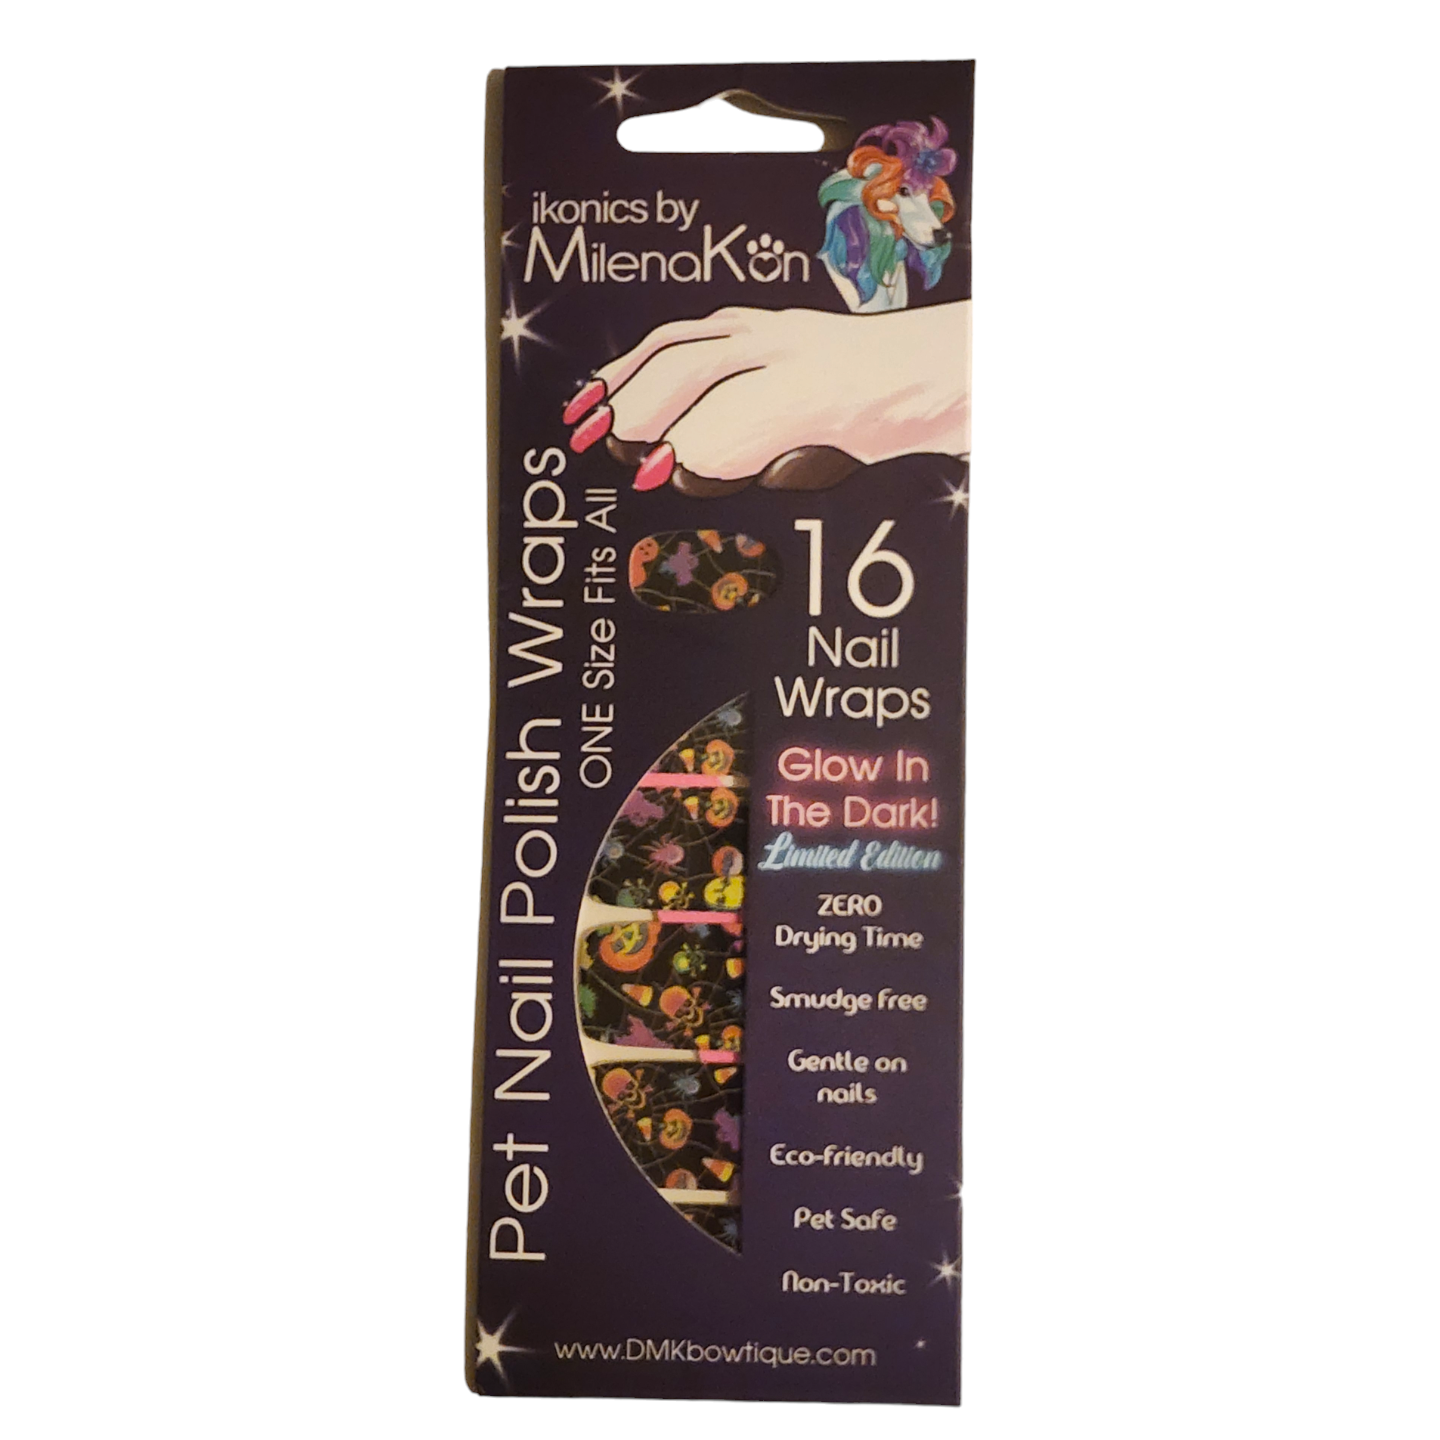 ikonics by
MilenaKon
Pet Nail Polish Wraps
ONE Size Fits All
16
Nail
Wraps
Glow In
The Dark!
Limited Edition
ZERO
Drying Time
Smudge Free
Gentle on
nails
Eco-Friendly
Pet Safe
Non-Toxic
www.DMKbowtique.com